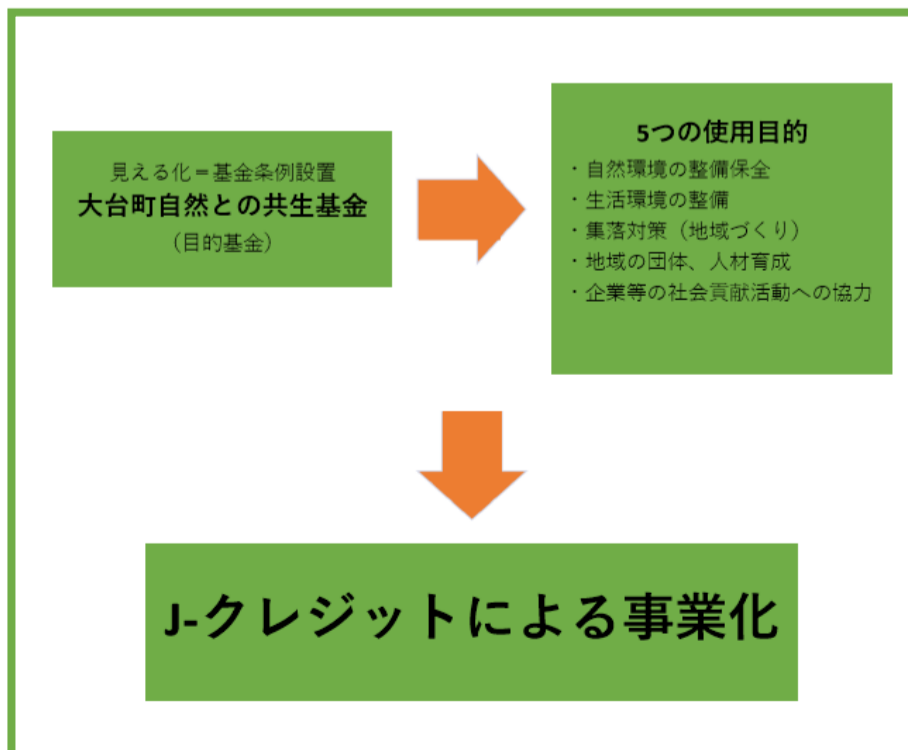 見える化＝基金条例設置
大台町自然との共生基金
（目的基金）
5つの使用目的
・自然環境の整備保全
・生活環境の整備
・集落対策（地域づくり）
・地域の団体、人材育成
・企業等の社会貢献活動への協力
J-クレジットによる事業化